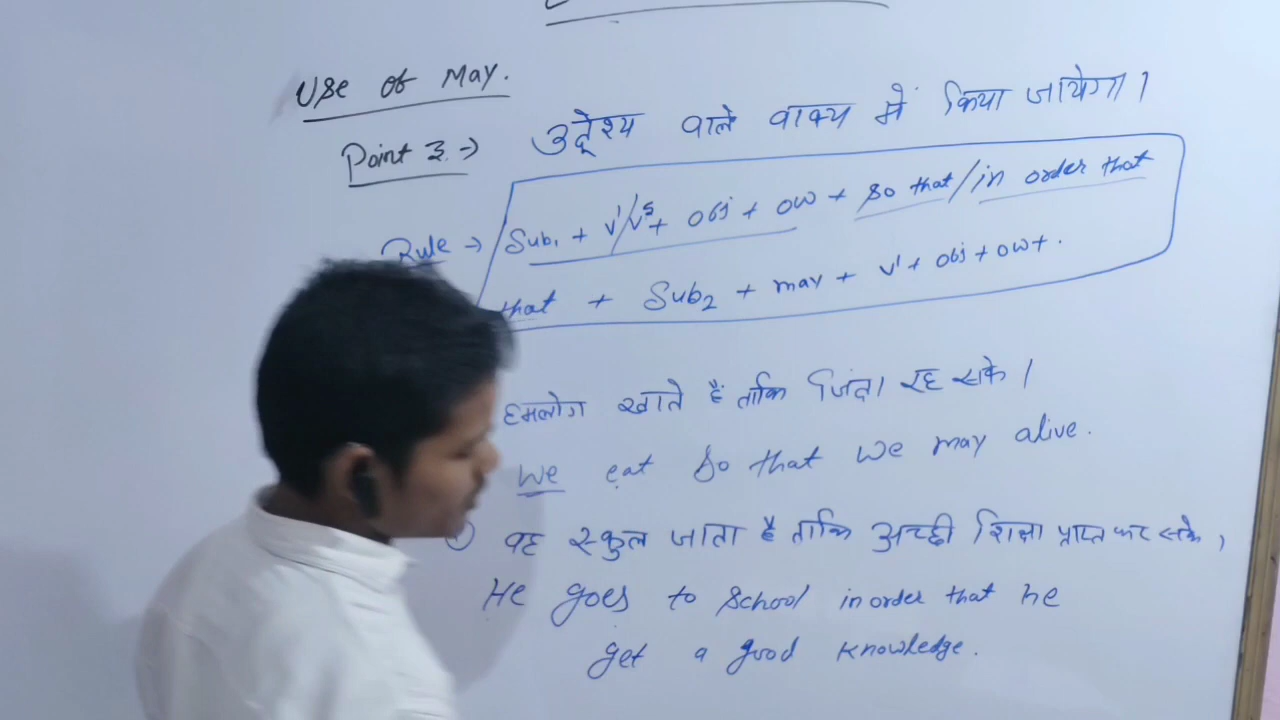 Use of May.
Point 3. → उद्देश्य वाले वाक्य में किया जायेगा।
Rule → Sub₁ + V¹/V⁵ + Obj + OW + So that/in order that
that + Sub₂ + may + V¹ + Obj + OW + .
हमलोग खाते हैं ताकि जिंदा रह सके।
We eat so that we may alive.
वह स्कुल जाता है ताकि अच्छी शिक्षा प्राप्त कर सके,
He goes to school in order that he
get a good knowledge.